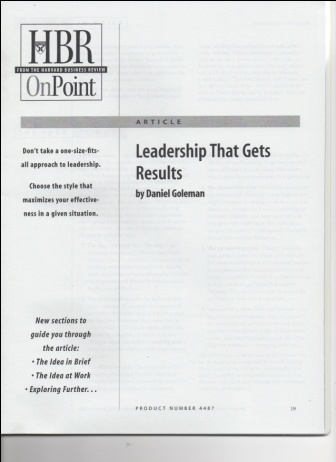 HBR
FROM THE HARVARD BUSINESS REVIEW
OnPoint
ARTICLE
Don't take a one-size-fits-
all approach to leadership.
Choose the style that
maximizes your effective-
ness in a given situation.
Leadership That Gets
Results
by Daniel Goleman
New sections to
guide you through
the article:
• The Idea in Brief
• The Idea at Work
• Exploring Further. . .
PRODUCT NUMBER 4487